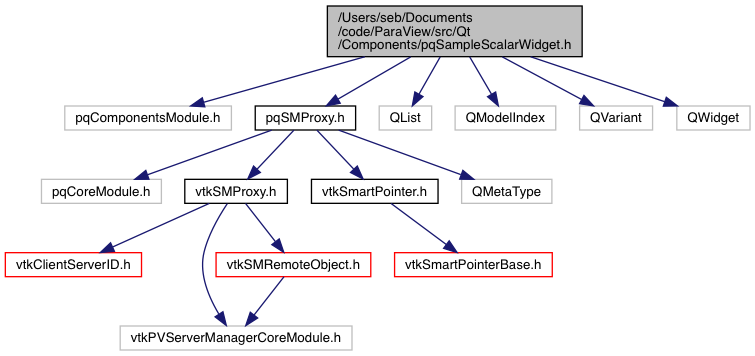 /Users/seb/Documents
/code/ParaView/src/Qt
/Components/pqSampleScalarWidget.h
pqComponentsModule.h
pqSMProxy.h
QList
QModelIndex
QVariant
QWidget
pqCoreModule.h
vtkSMProxy.h
vtkSmartPointer.h
QMetaType
vtkClientServerID.h
vtkSMRemoteObject.h
vtkSmartPointerBase.h
vtkPVServerManagerCoreModule.h